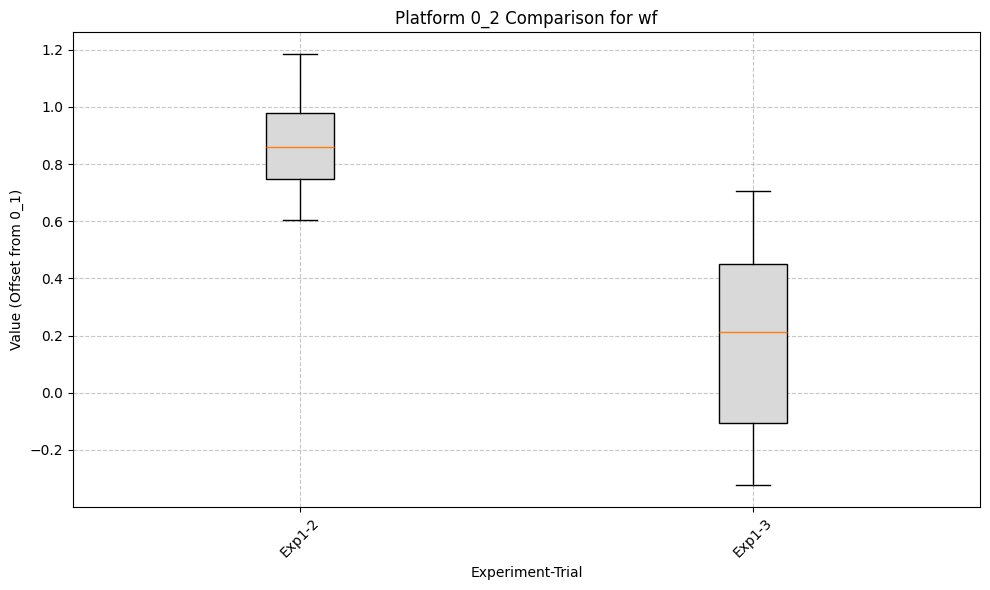 Platform 0_2 Comparison for wf
Value (Offset from 0_1)
1.2
1.0
0.8
0.6
0.4
0.2
0.0
−0.2
Exp1-2
Exp1-3
Experiment-Trial